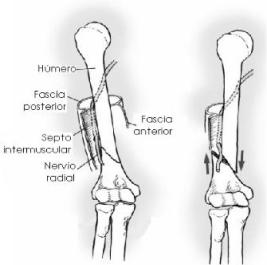 Húmero
Fascia
posterior
Fascia
anterior
Septo
intermuscular
Nervio
radial